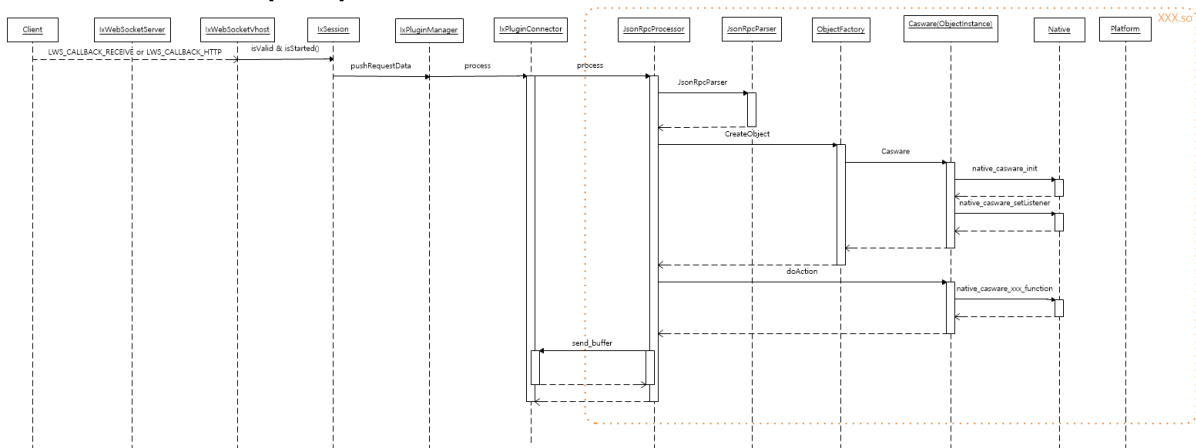 XXX.so
Client
IxWebSocketServer
IxWebSocketVhost
IxSession
IxPluginManager
IxPluginConnector
JsonRpcProcessor
JsonRpcParser
ObjectFactory
Casware(ObjectInstance)
Native
Platform
LWS_CALLBACK_RECEIVE or LWS_CALLBACK_HTTP
isValid & isStarted()
pushRequestData
process
process
JsonRpcParser
CreateObject
Casware
native_casware_init
native_casware_setListener
doAction
native_casware_xxx_function
send_buffer